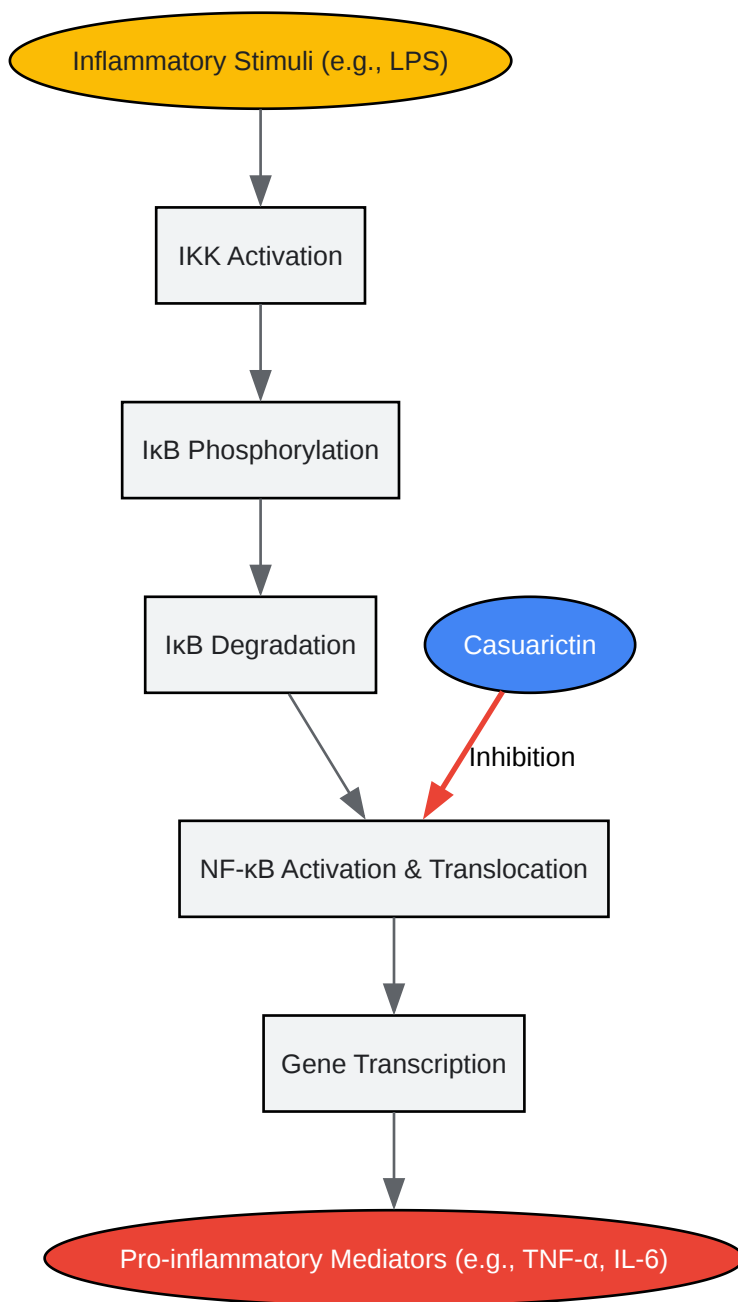 Inflammatory Stimuli (e.g., LPS)
IKK Activation
IκB Phosphorylation
IκB Degradation
Casuarictin
Inhibition
NF-κB Activation & Translocation
Gene Transcription
Pro-inflammatory Mediators (e.g., TNF-α, IL-6)